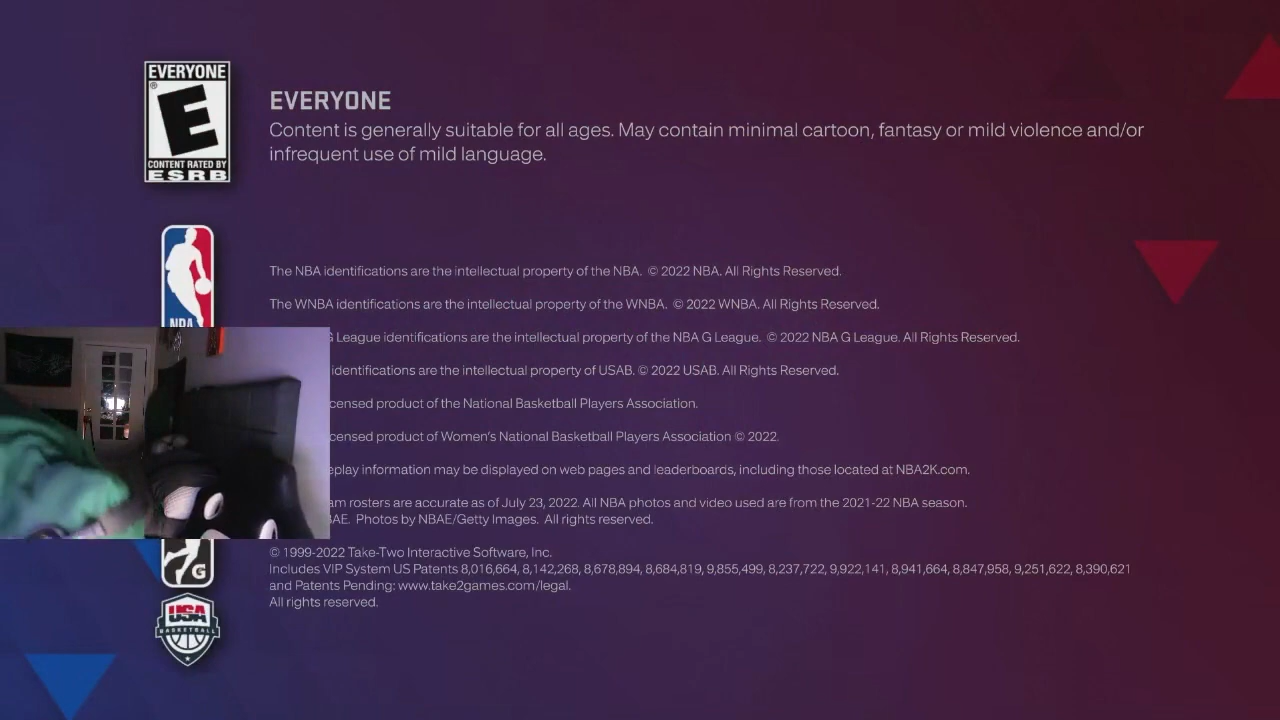 EVERYONE
E
CONTENT RATED BY
ESRB
EVERYONE
Content is generally suitable for all ages. May contain minimal cartoon, fantasy or mild violence and/or
infrequent use of mild language.
NBA
The NBA identifications are the intellectual property of the NBA. © 2022 NBA. All Rights Reserved.
The WNBA identifications are the intellectual property of the WNBA. © 2022 WNBA. All Rights Reserved.
League identifications are the intellectual property of the NBA G League. © 2022 NBA G League. All Rights Reserved.
identifications are the intellectual property of USAB. © 2022 USAB. All Rights Reserved.
product of the National Basketball Players Association.
product of Women's National Basketball Players Association © 2022.
information may be displayed on web pages and leaderboards, including those located at NBA2K.com.
rosters are accurate as of July 23, 2022. All NBA photos and video used are from the 2021-22 NBA season.
Photos by NBAE/Getty Images. All rights reserved.
G
© 1999-2022 Take-Two Interactive Software, Inc.
Includes VIP System US Patents 8,016,664, 8,142,268, 8,678,894, 8,684,819, 9,855,499, 8,237,722, 9,922,141, 8,941,664, 8,847,958, 9,251,622, 8,390,621
and Patents Pending: www.take2games.com/legal.
All rights reserved.
USA
BASKETBALL